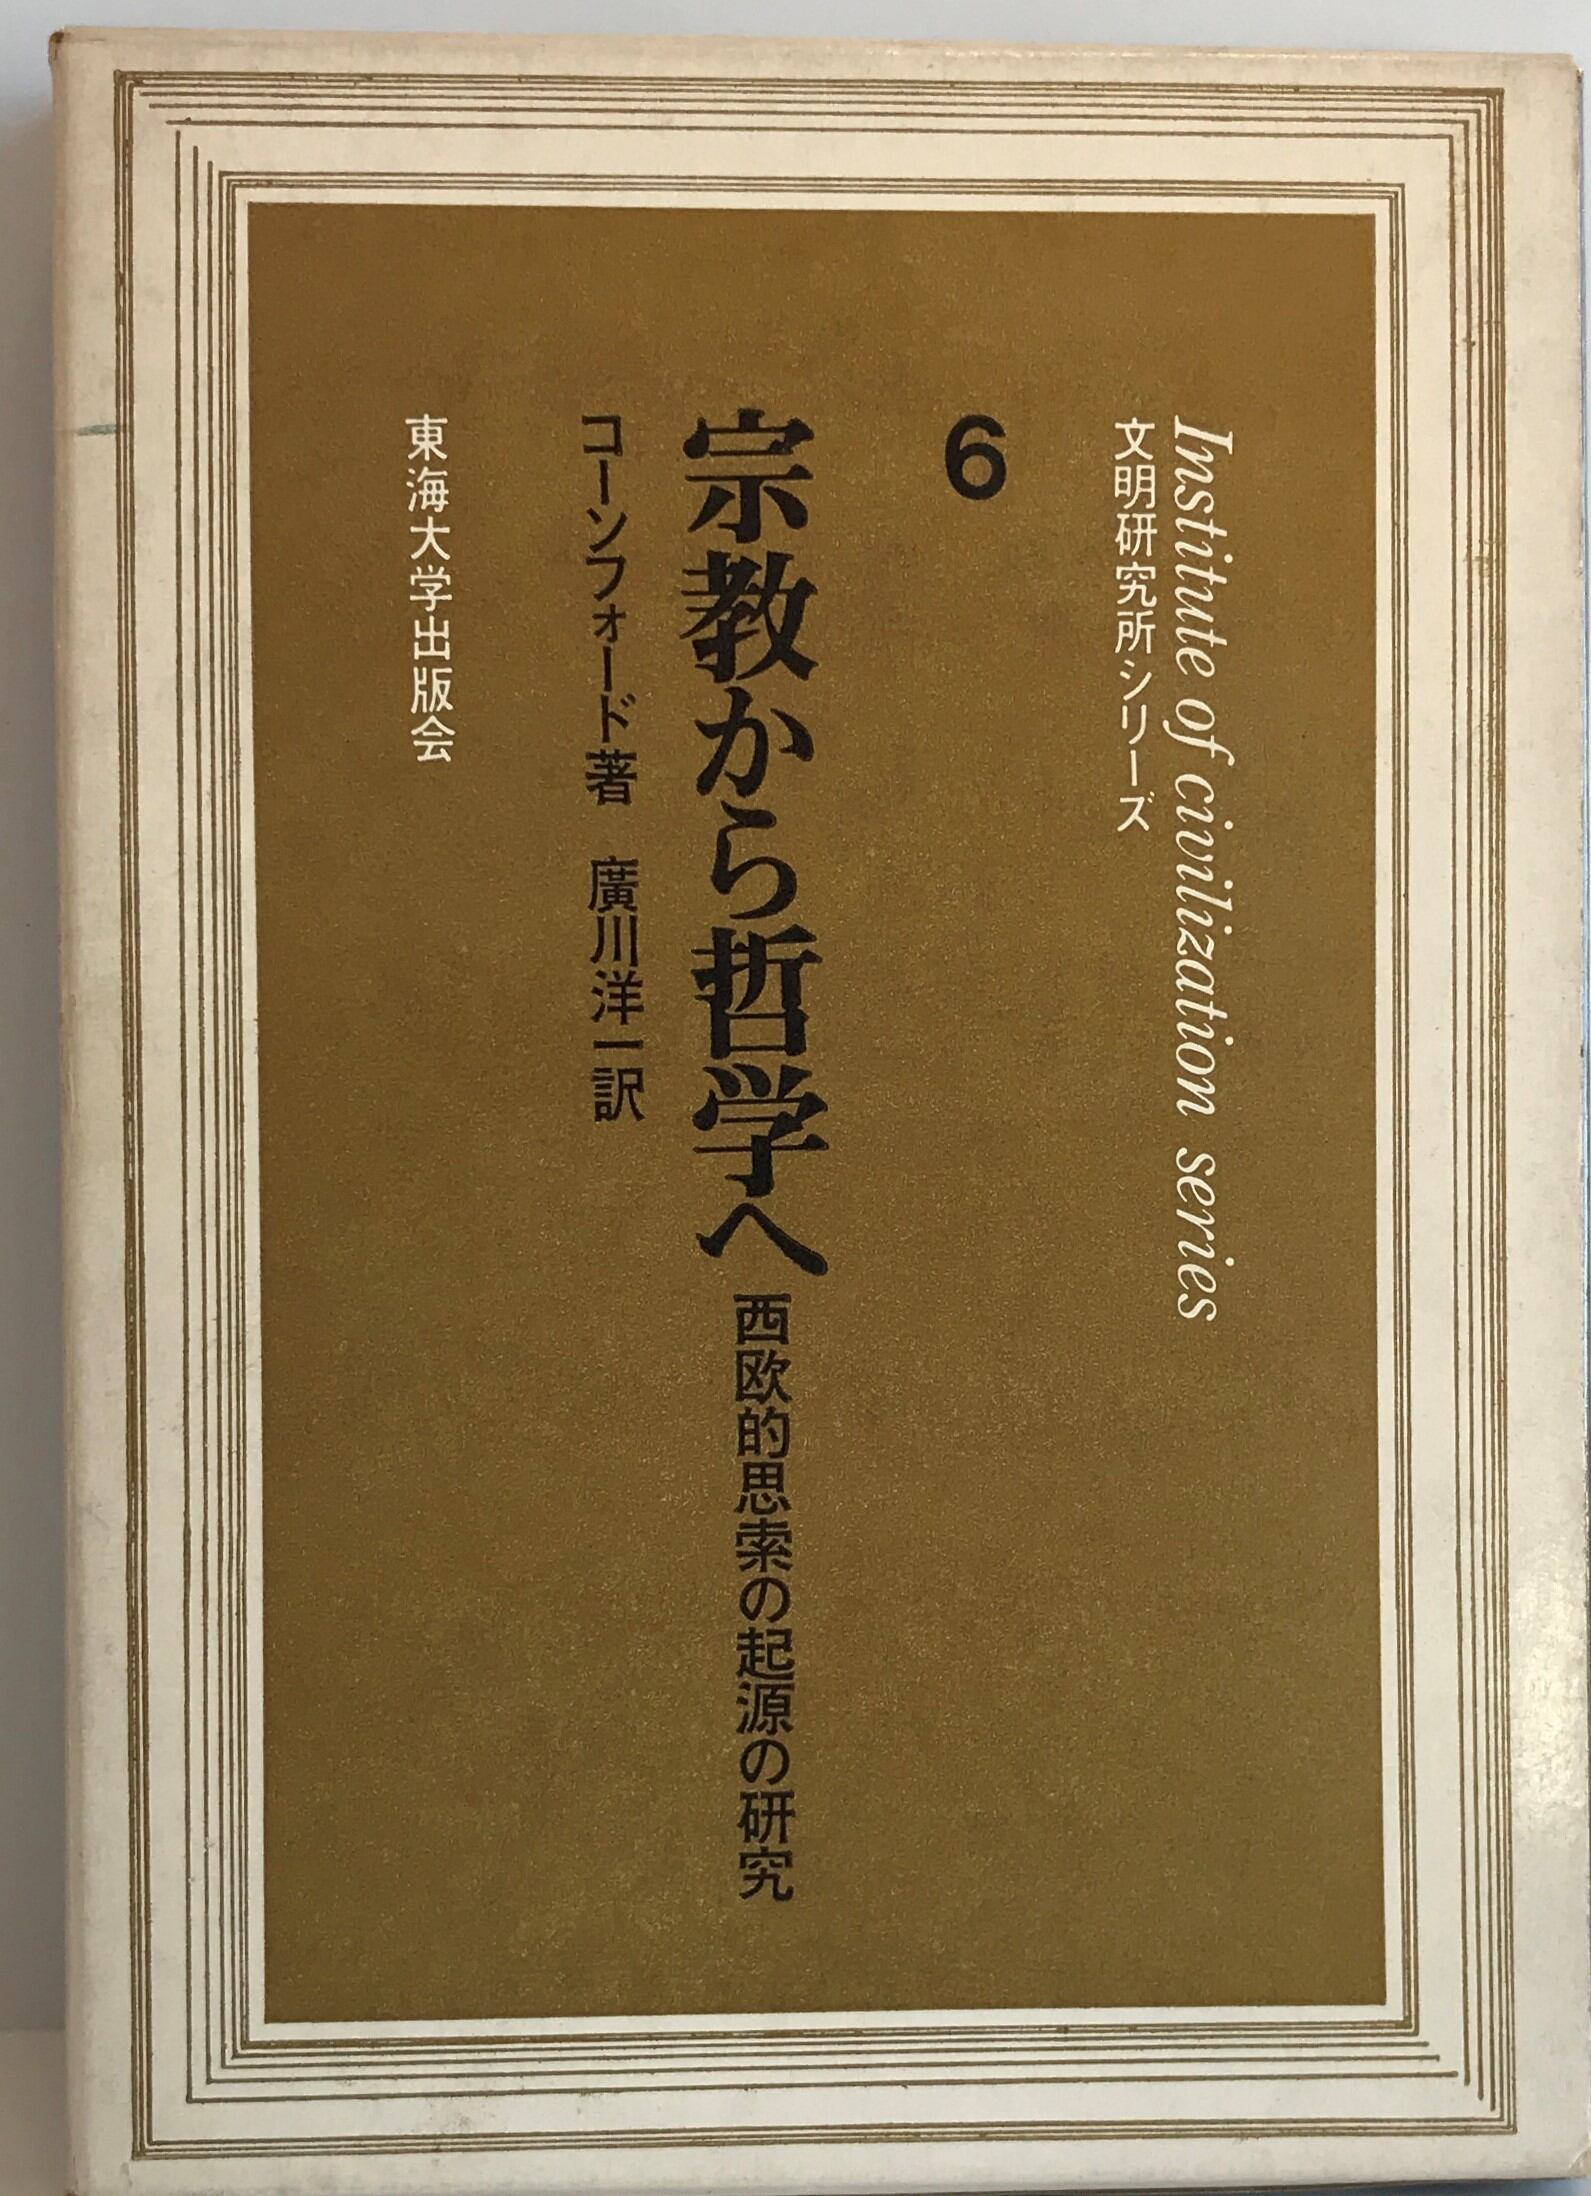 Institute of civilization series
文明研究所シリーズ
6
宗教から哲学へ 西欧的思索の起源の研究
コーンフォード著 廣川洋一訳
東海大学出版会